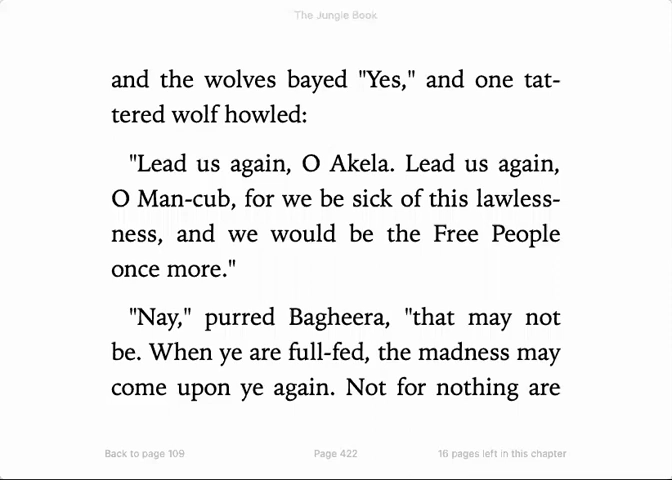 The Jungle Book
and the wolves bayed "Yes," and one tat-
tered wolf howled:
"Lead us again, O Akela. Lead us again,
O Man-cub, for we be sick of this lawless-
ness, and we would be the Free People
once more."
"Nay," purred Bagheera, "that may not
be. When ye are full-fed, the madness may
come upon ye again. Not for nothing are
Back to page 109
Page 422
16 pages left in this chapter